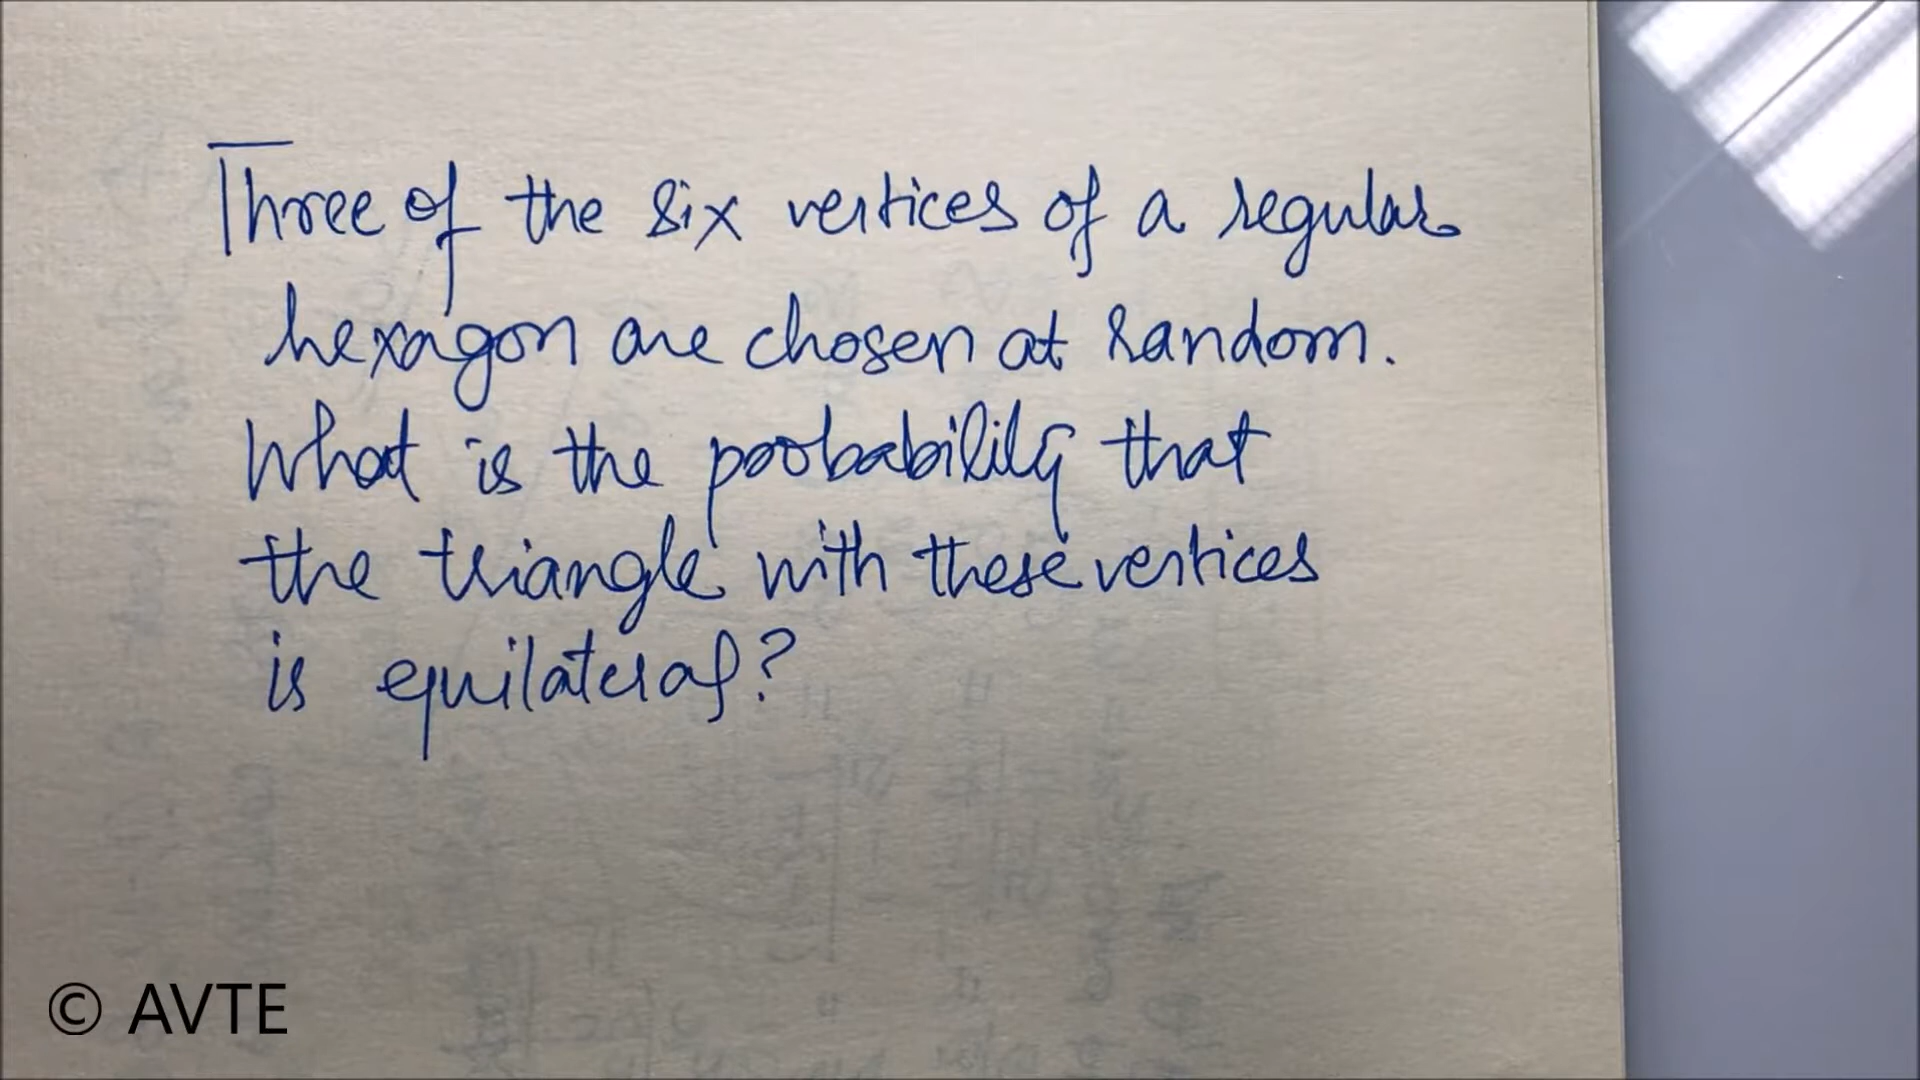 Three of the six vertices of a regular
hexagon are chosen at random.
What is the probability that
the triangle with these vertices
is equilateral?
© AVTE